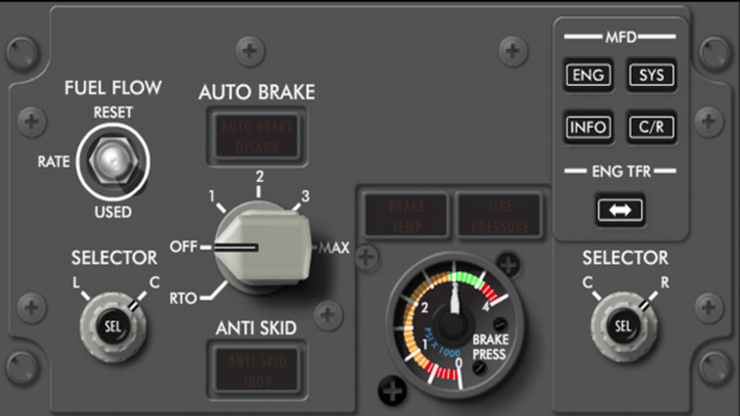 MFD
ENG SYS
INFO C/R
ENG TFR
FUEL FLOW
RESET
RATE
USED
AUTO BRAKE
AUTO BRAKE
DISARM
1 2 3
OFF MAX
RTO
BRAKE
TEMP
TIRE
PRESSURE
SELECTOR
L C
SEL
ANTI SKID
ANTI SKID
INOP
2 4
1 0
PSI X 1000
BRAKE
PRESS
SELECTOR
C R
SEL